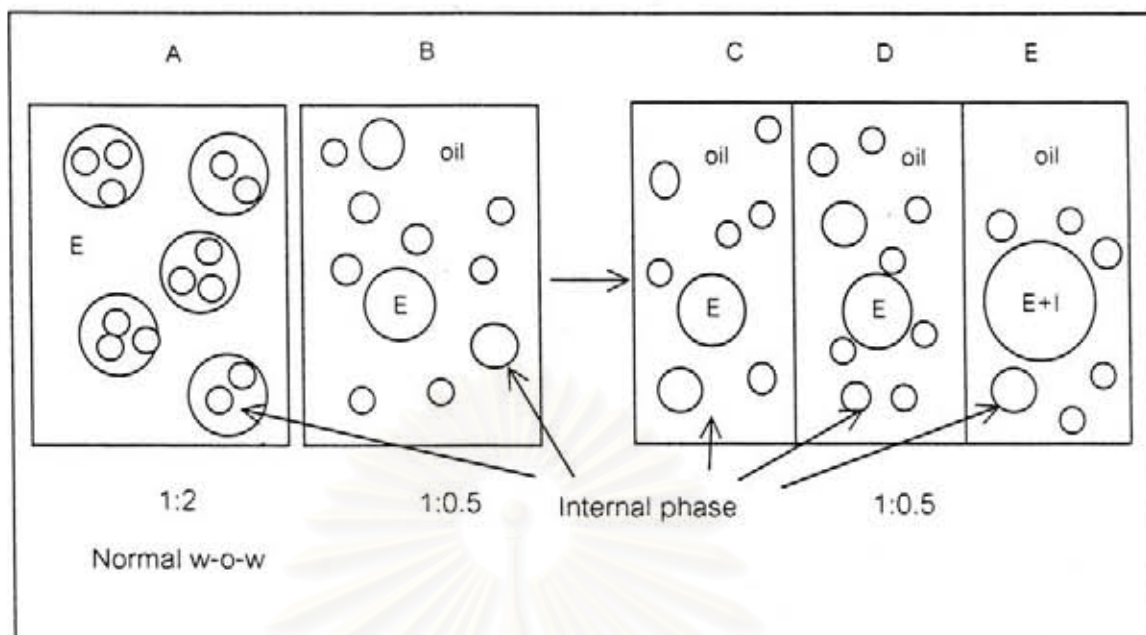 A B C D E
oil oil oil oil
E
E E E E+I
1:2 1:0.5 Internal phase 1:0.5
Normal w-o-w